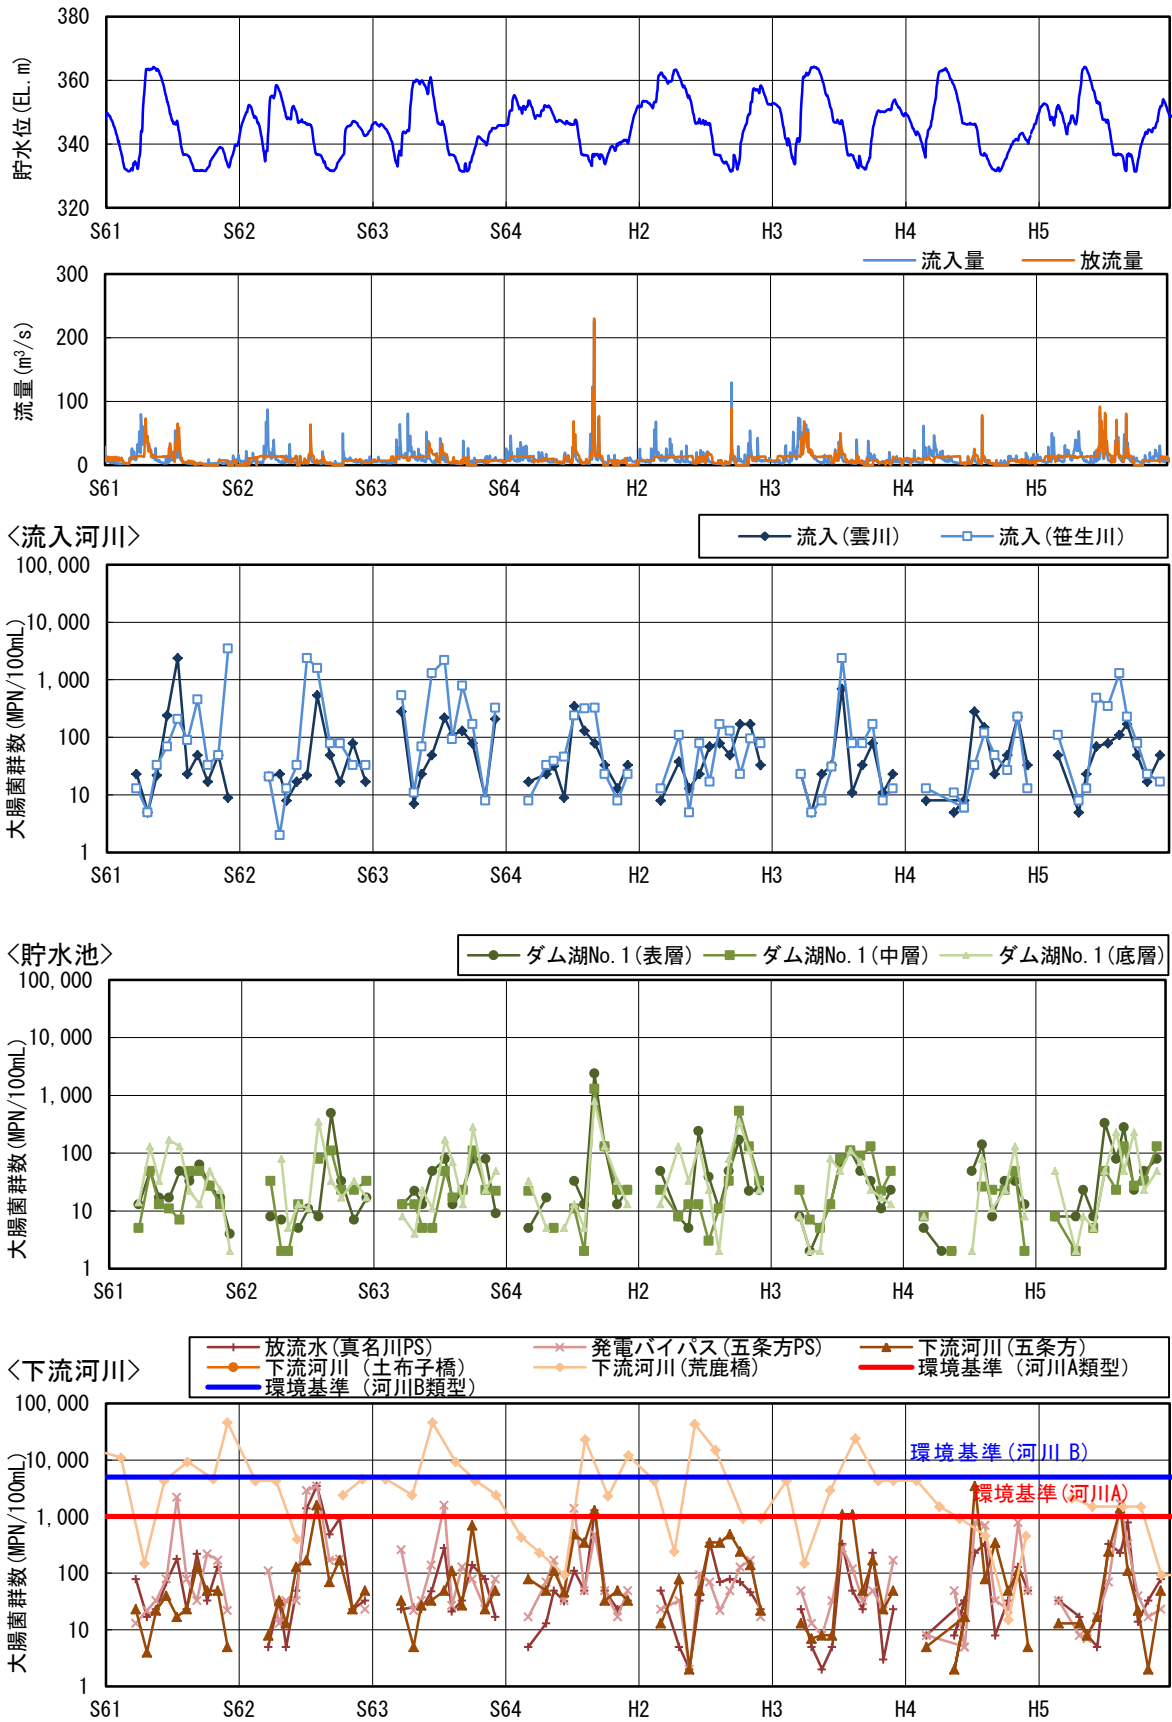 380
360
340
320
貯水位(EL.m)
S61 S62 S63 S64 H2 H3 H4 H5
流入量 放流量
300
200
100
0
流量(m³/s)
S61 S62 S63 S64 H2 H3 H4 H5
<流入河川>
流入(雲川) 流入(笹生川)
100,000
10,000
1,000
100
10
1
大腸菌群数(MPN/100mL)
S61 S62 S63 S64 H2 H3 H4 H5
<貯水池>
ダム湖No.1(表層) ダム湖No.1(中層) ダム湖No.1(底層)
100,000
10,000
1,000
100
10
1
大腸菌群数(MPN/100mL)
S61 S62 S63 S64 H2 H3 H4 H5
<下流河川>
放流水(真名川PS) 発電バイパス(五条方PS) 下流河川(五条方)
下流河川 (土布子橋) 下流河川(荒鹿橋) 環境基準 (河川A類型)
環境基準 (河川B類型)
100,000
10,000
1,000
100
10
1
大腸菌群数(MPN/100mL)
環境基準(河川 B)
環境基準(河川A)
S61 S62 S63 S64 H2 H3 H4 H5